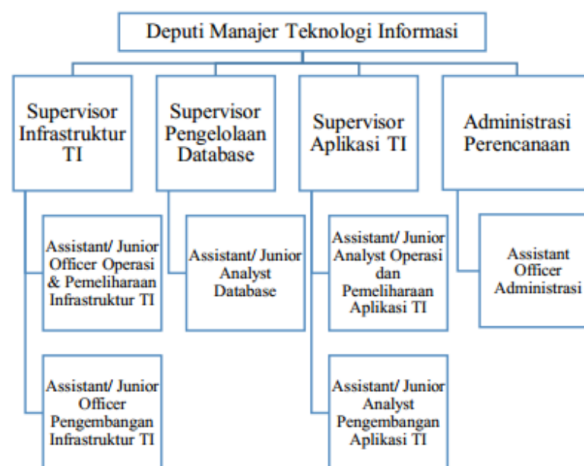 Deputi Manajer Teknologi Informasi
Supervisor
Infrastruktur
TI
Supervisor
Pengelolaan
Database
Supervisor
Aplikasi TI
Administrasi
Perencanaan
Assistant/ Junior
Officer Operasi
& Pemeliharaan
Infrastruktur TI
Assistant/ Junior
Analyst
Database
Assistant/ Junior
Analyst Operasi
dan
Pemeliharaan
Aplikasi TI
Assistant
Officer
Administrasi
Assistant/ Junior
Officer
Pengembangan
Infrastruktur TI
Assistant/ Junior
Analyst
Pengembangan
Aplikasi TI